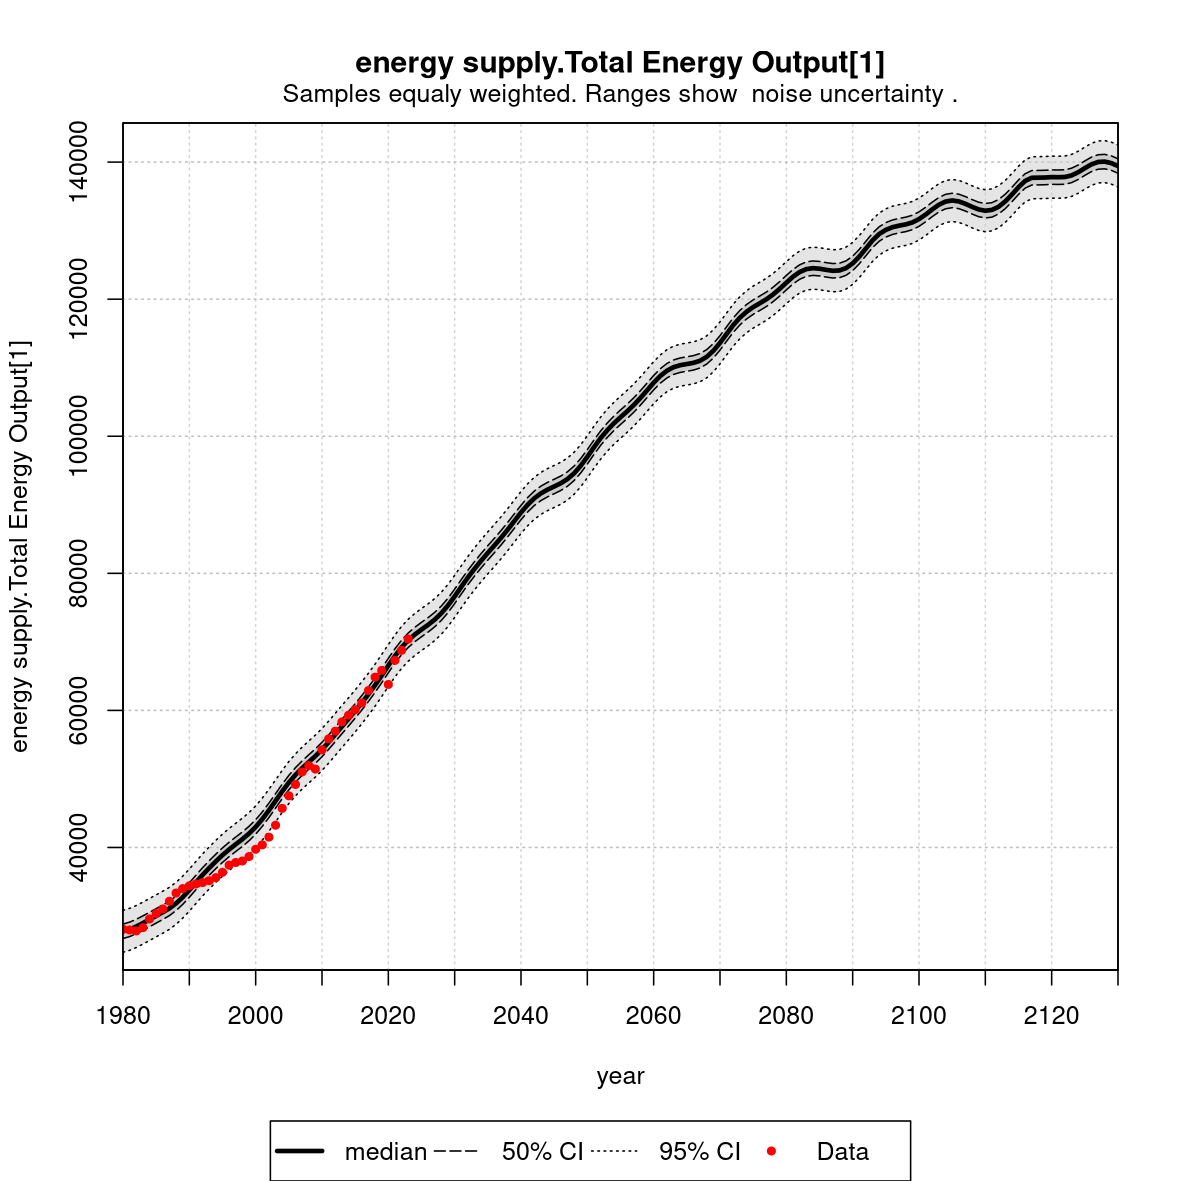 energy supply.Total Energy Output[1]
Samples equaly weighted. Ranges show  noise uncertainty .
energy supply.Total Energy Output[1]
140000
120000
100000
80000
60000
40000
1980 2000 2020 2040 2060 2080 2100 2120
year
median 50% CI 95% CI Data